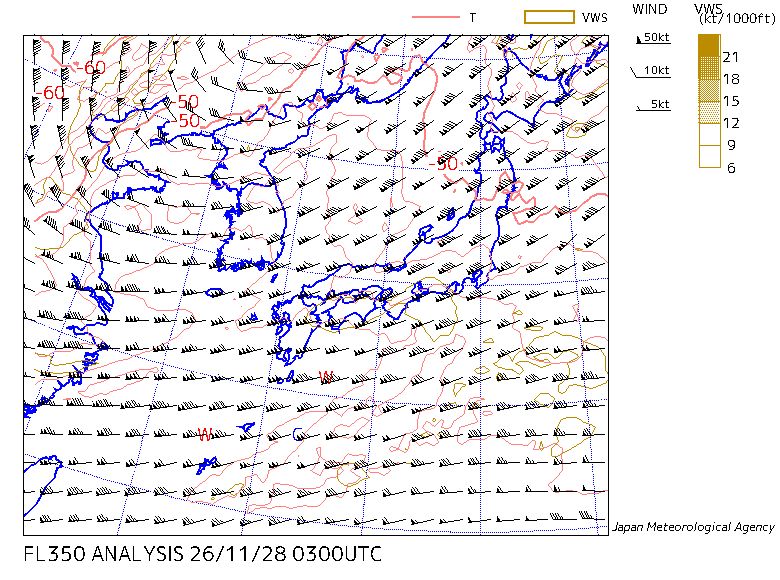 T
VWS
WIND
VWS
(kt/1000ft)
50kt
10kt
5kt
21
18
15
12
9
6
-60
-60
-50
-50
-50
W
W
C
Japan Meteorological Agency
FL350 ANALYSIS 26/11/28 0300UTC